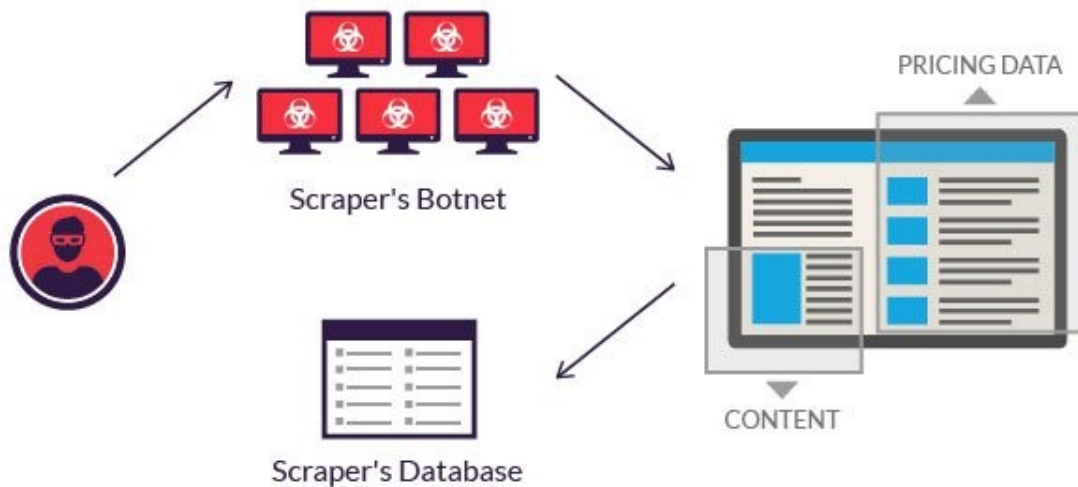 PRICING DATA
Scraper's Botnet
CONTENT
Scraper's Database